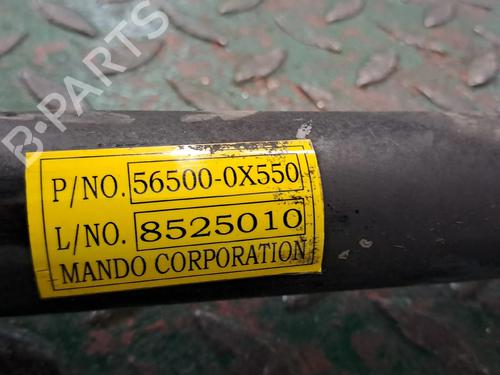 B-PARTS
P/NO. 56500-0X550
L/NO. 8525010
MANDO CORPORATION